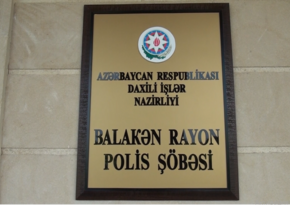 AZƏRBAYCAN RESPUBLİKASI
DAXİLİ İŞLƏR
NAZİRLİYİ
BALAKƏN RAYON
POLİS ŞÖBƏSİ